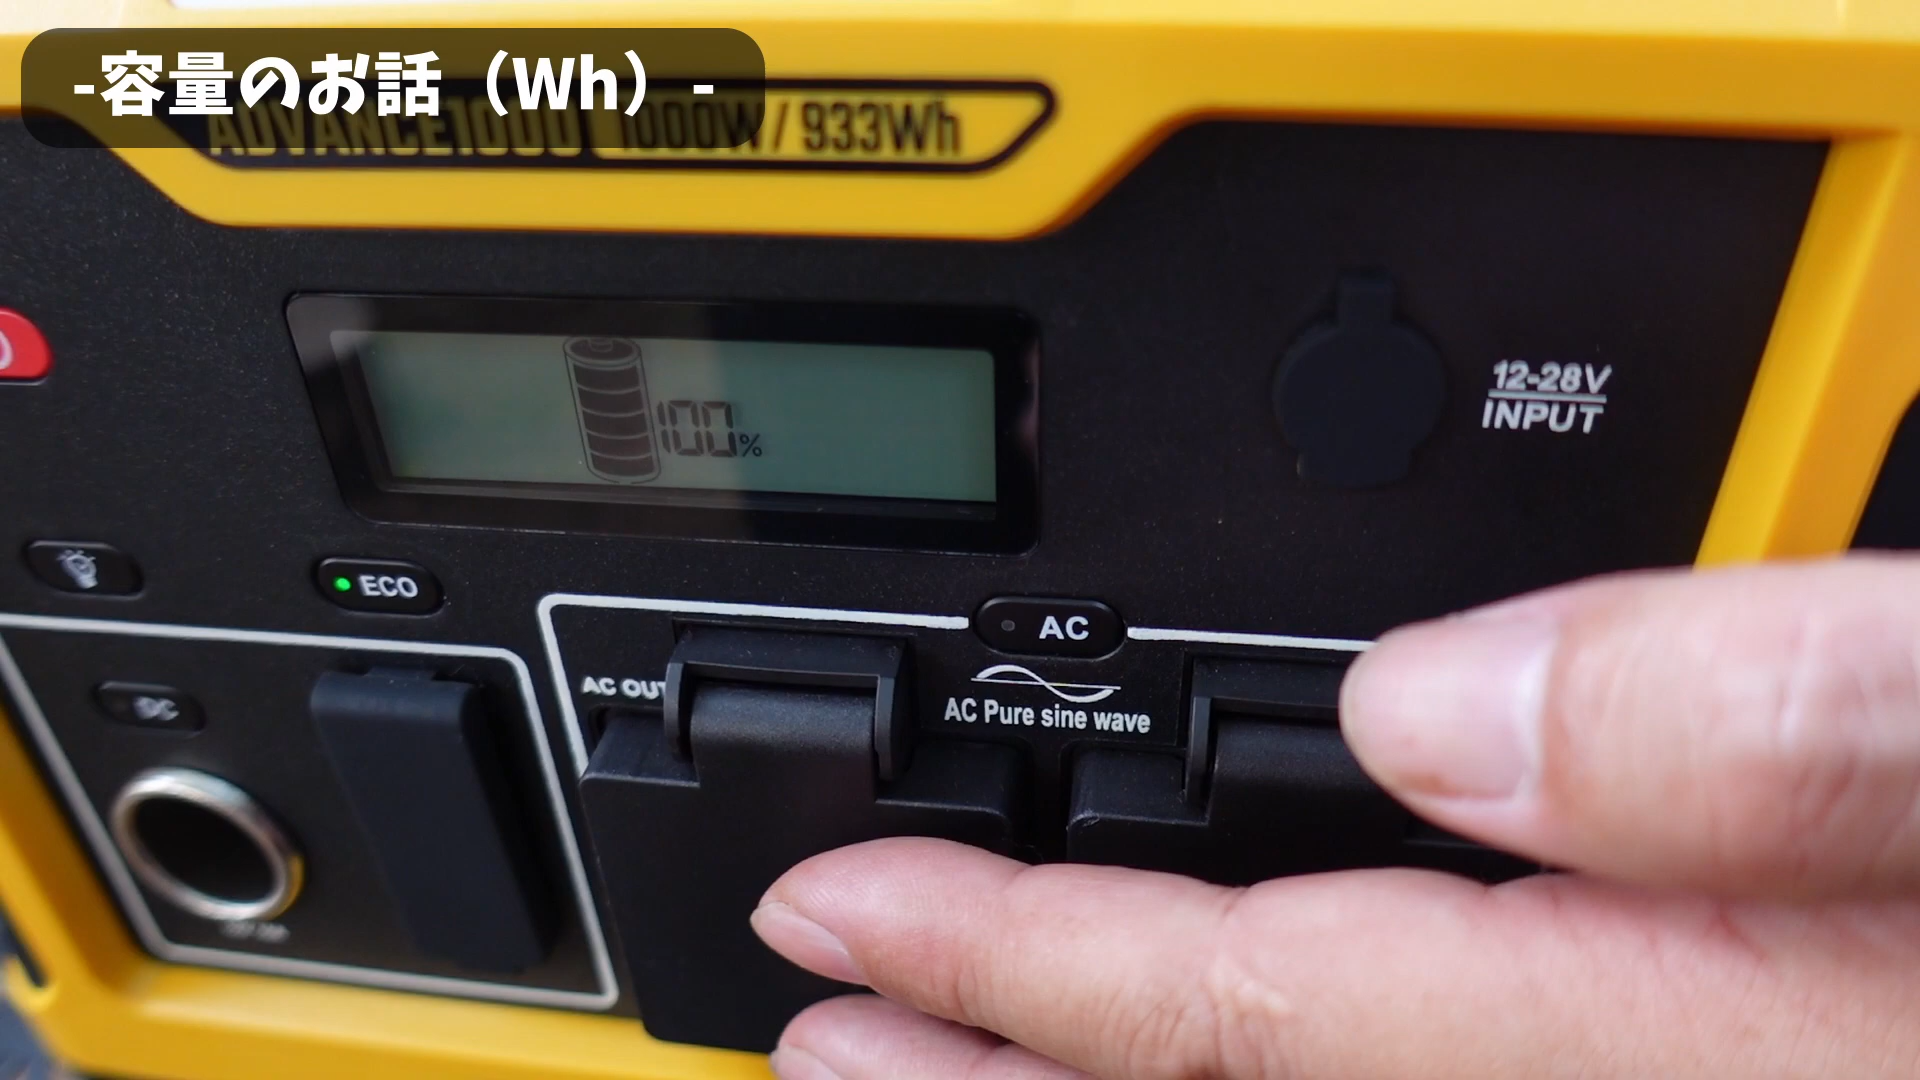 -容量のお話（Wh）-
ADVANCE1000 1000W / 933Wh
100%
12-28V
INPUT
ECO
AC
DC
AC OUT
AC Pure sine wave